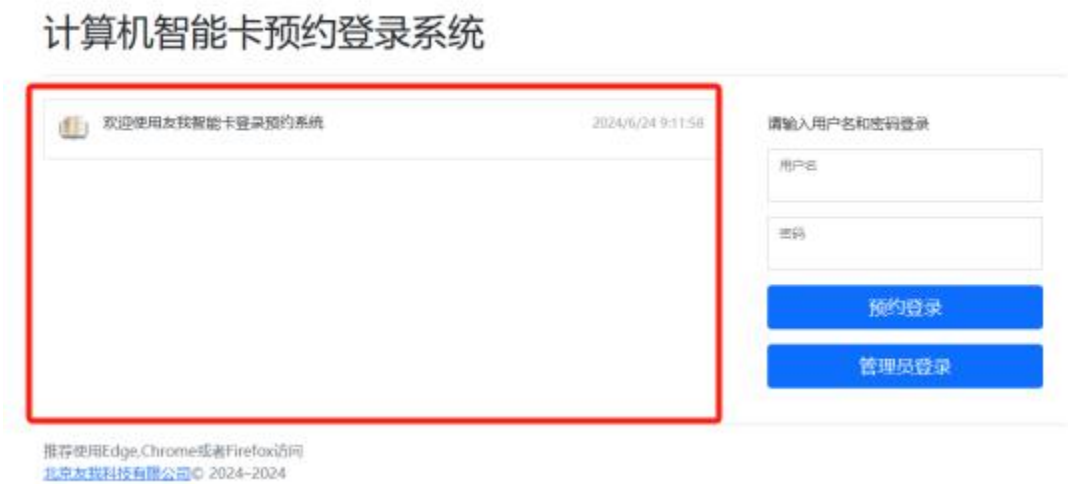 计算机智能卡预约登录系统
欢迎使用友我智能卡登录预约系统
2024/6/24 9:11:58
请输入用户名和密码登录
用户名
密码
预约登录
管理员登录
推荐使用Edge,Chrome或者Firefox访问
北京友我科技有限公司© 2024–2024